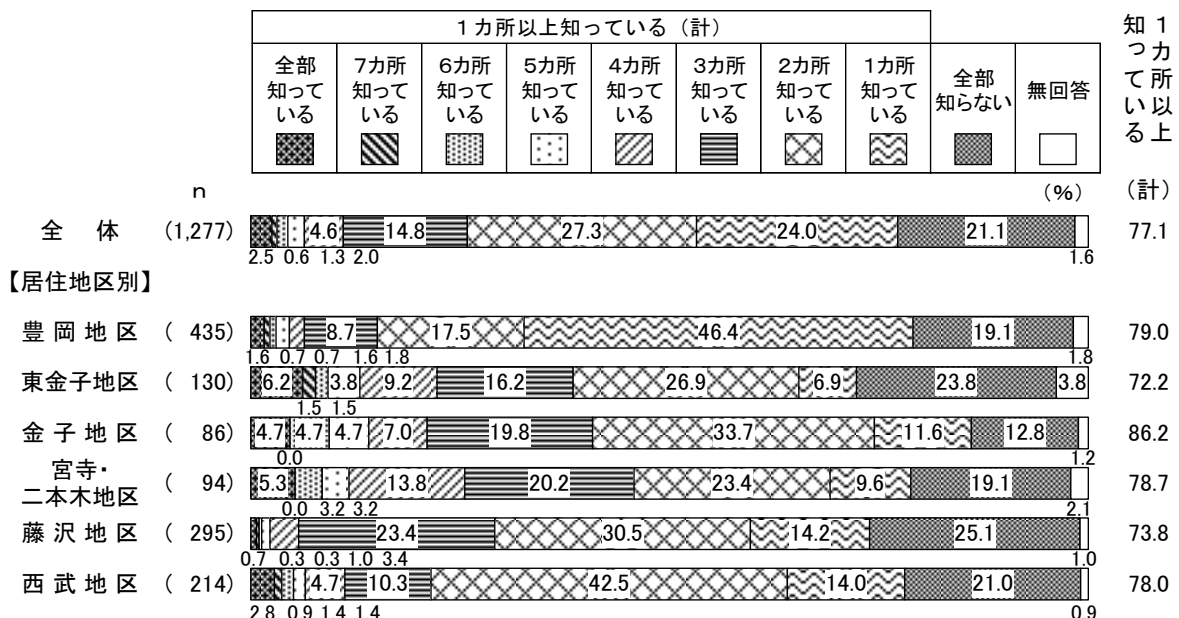 1カ所以上知っている（計）
全部知っている
7カ所知っている
6カ所知っている
5カ所知っている
4カ所知っている
3カ所知っている
2カ所知っている
1カ所知っている
全部知らない
無回答
1カ所以上知っている
n
（%）
（計）
全体 (1,277) 4.6 14.8 27.3 24.0 21.1 77.1
2.5 0.6 1.3 2.0 1.6
【居住地区別】
豊岡地区 ( 435) 8.7 17.5 46.4 19.1 79.0
1.6 0.7 0.7 1.6 1.8 1.8
東金子地区 ( 130) 6.2 3.8 9.2 16.2 26.9 6.9 23.8 3.8 72.2
1.5 1.5
金子地区 ( 86) 4.7 4.7 4.7 7.0 19.8 33.7 11.6 12.8 86.2
0.0 1.2
宮寺・
二本木地区 ( 94) 5.3 13.8 20.2 23.4 9.6 19.1 78.7
0.0 3.2 3.2 2.1
藤沢地区 ( 295) 23.4 30.5 14.2 25.1 73.8
0.7 0.3 0.3 1.0 3.4 1.0
西武地区 ( 214) 4.7 10.3 42.5 14.0 21.0 78.0
2.8 0.9 1.4 1.4 0.9